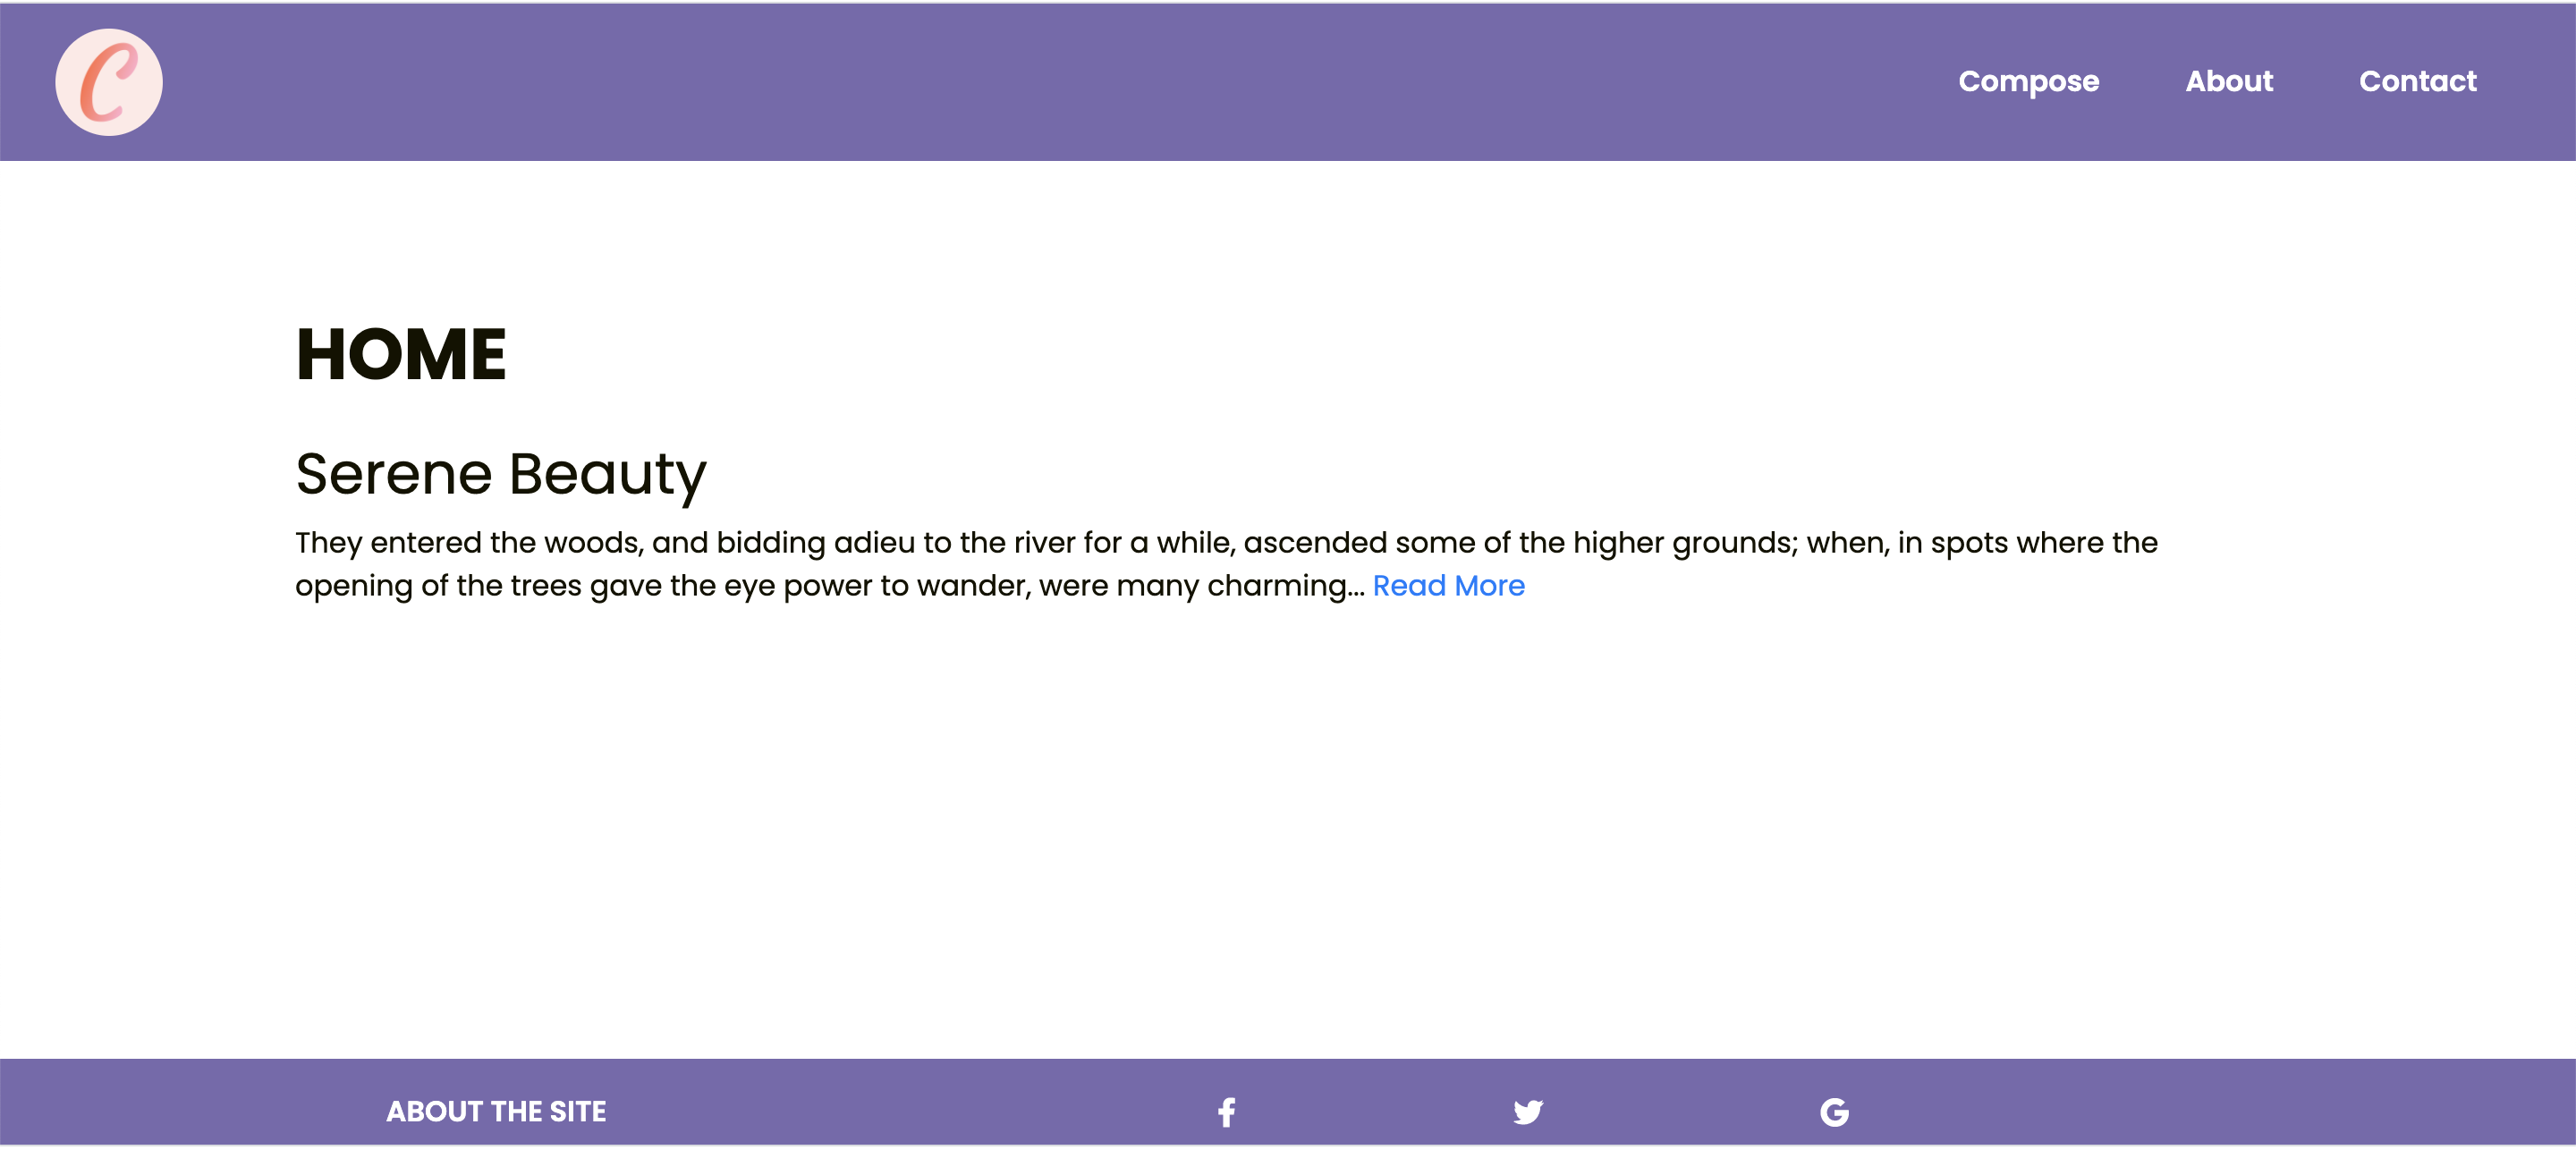 C
Compose About Contact
HOME
Serene Beauty
They entered the woods, and bidding adieu to the river for a while, ascended some of the higher grounds; when, in spots where the
opening of the trees gave the eye power to wander, were many charming... Read More
ABOUT THE SITE